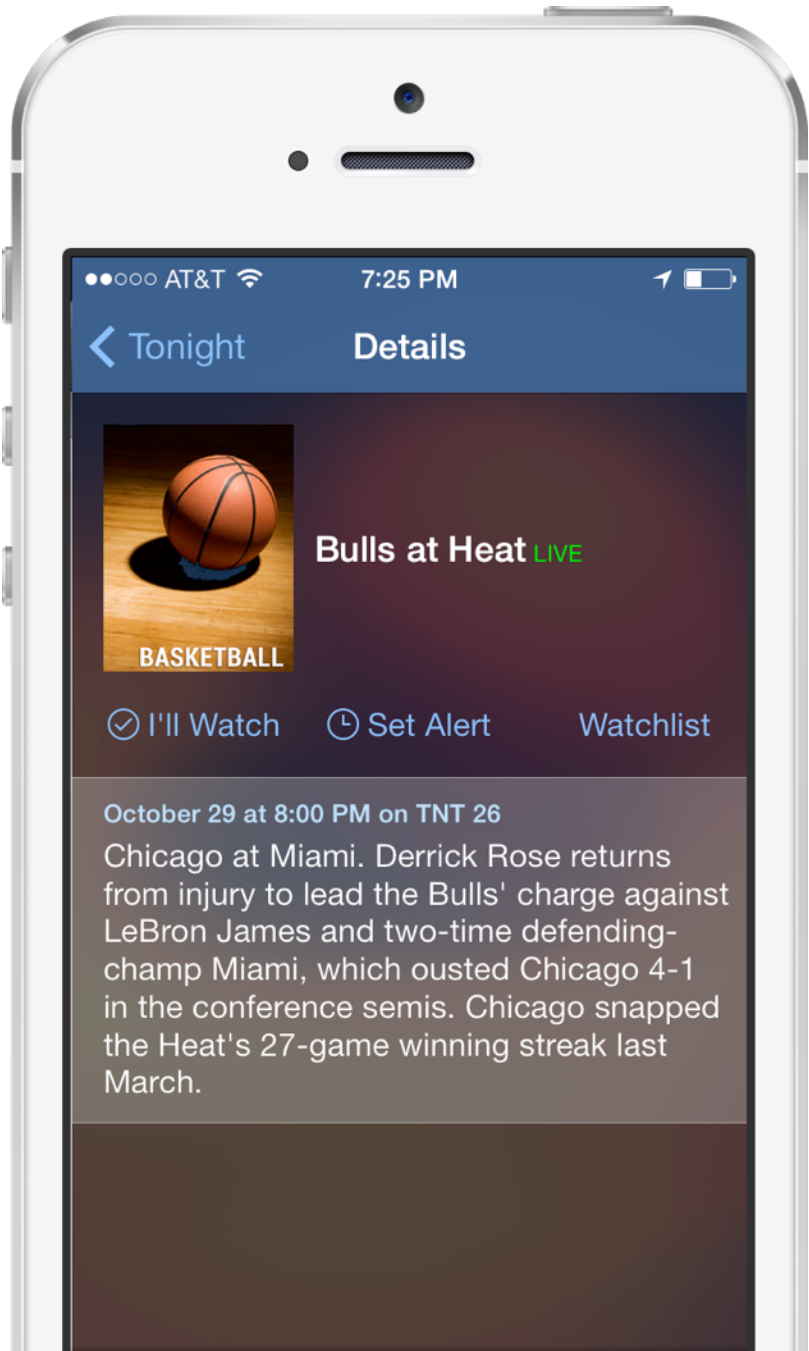 AT&T 7:25 PM
Tonight Details
Bulls at Heat LIVE
BASKETBALL
I'll Watch Set Alert Watchlist
October 29 at 8:00 PM on TNT 26
Chicago at Miami. Derrick Rose returns
from injury to lead the Bulls' charge against
LeBron James and two-time defending-
champ Miami, which ousted Chicago 4-1
in the conference semis. Chicago snapped
the Heat's 27-game winning streak last
March.